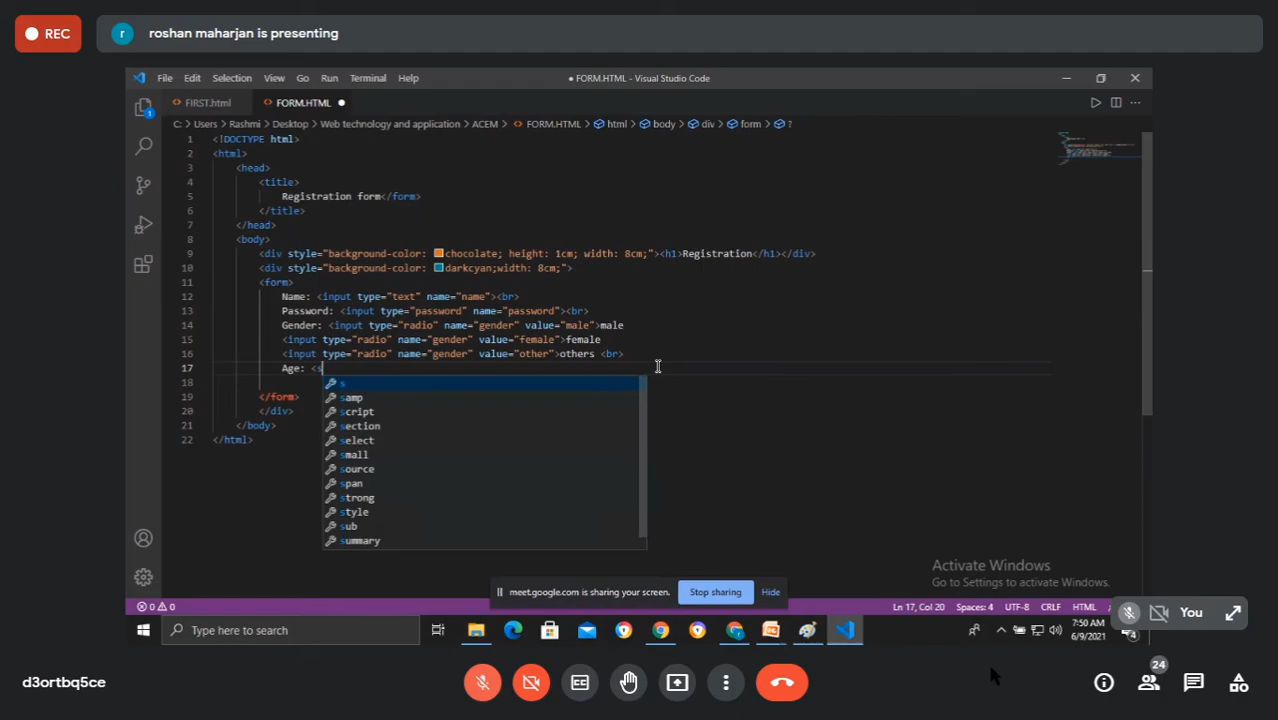 REC
r roshan maharjan is presenting
File Edit Selection View Go Run Terminal Help
● FORM.HTML - Visual Studio Code
FIRST.html
FORM.HTML ●
C: > Users > Rashmi > Desktop > Web technology and application > ACEM > FORM.HTML > html > body > div > form > ?
1 <!DOCTYPE html>
2 <html>
3 <head>
4 <title>
5 Registration form</form>
6 </title>
7 </head>
8 <body>
9 <div style="background-color: chocolate; height: 1cm; width: 8cm;"><h1>Registration</h1></div>
10 <div style="background-color: darkcyan;width: 8cm;">
11 <form>
12 Name: <input type="text" name="name"><br>
13 Password: <input type="password" name="password"><br>
14 Gender: <input type="radio" name="gender" value="male">male
15 <input type="radio" name="gender" value="female">female
16 <input type="radio" name="gender" value="other">others <br>
17 Age: <s
18
19 </form>
20 </div>
21 </body>
22 </html>
s
samp
script
section
select
small
source
span
strong
style
sub
summary
1
Activate Windows
Go to Settings to activate Windows.
meet.google.com is sharing your screen.
Stop sharing
Hide
0 0
Ln 17, Col 20
Spaces: 4
UTF-8
CRLF
HTML
You
Type here to search
7:50 AM
6/9/2021
4
d3ortbq5ce
24